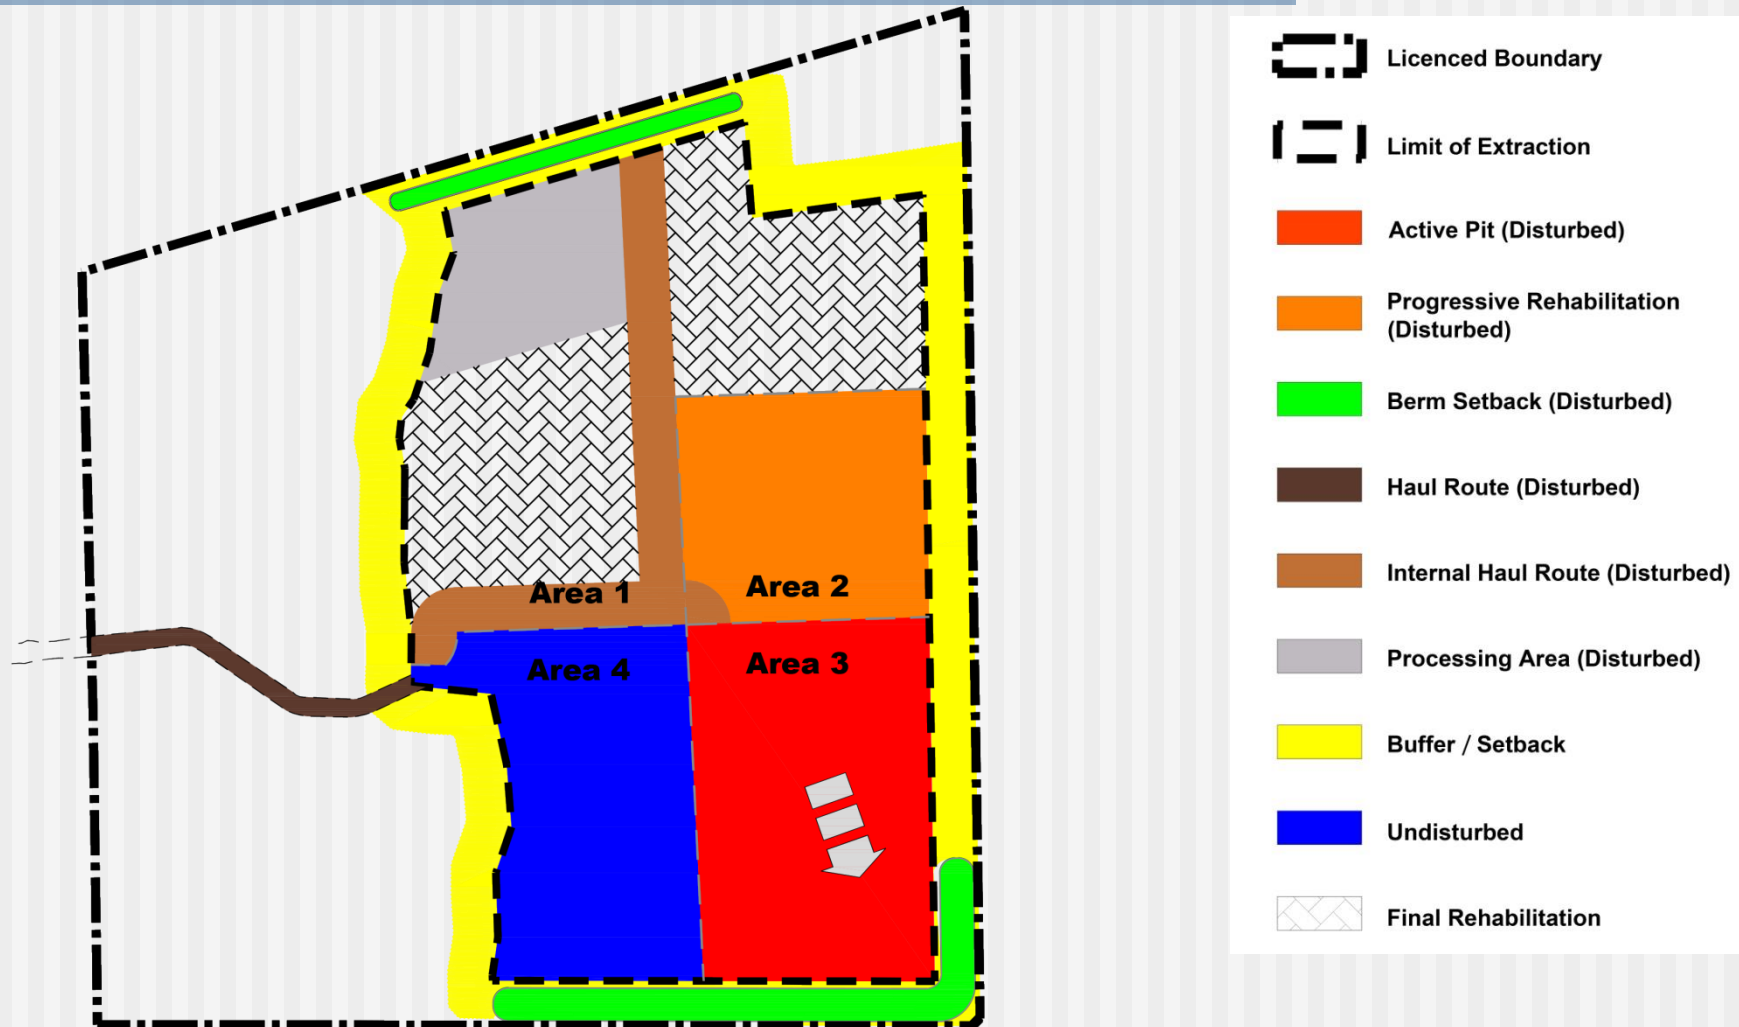 Area 1
Area 2
Area 4
Area 3
Licenced Boundary
Limit of Extraction
Active Pit (Disturbed)
Progressive Rehabilitation
(Disturbed)
Berm Setback (Disturbed)
Haul Route (Disturbed)
Internal Haul Route (Disturbed)
Processing Area (Disturbed)
Buffer / Setback
Undisturbed
Final Rehabilitation